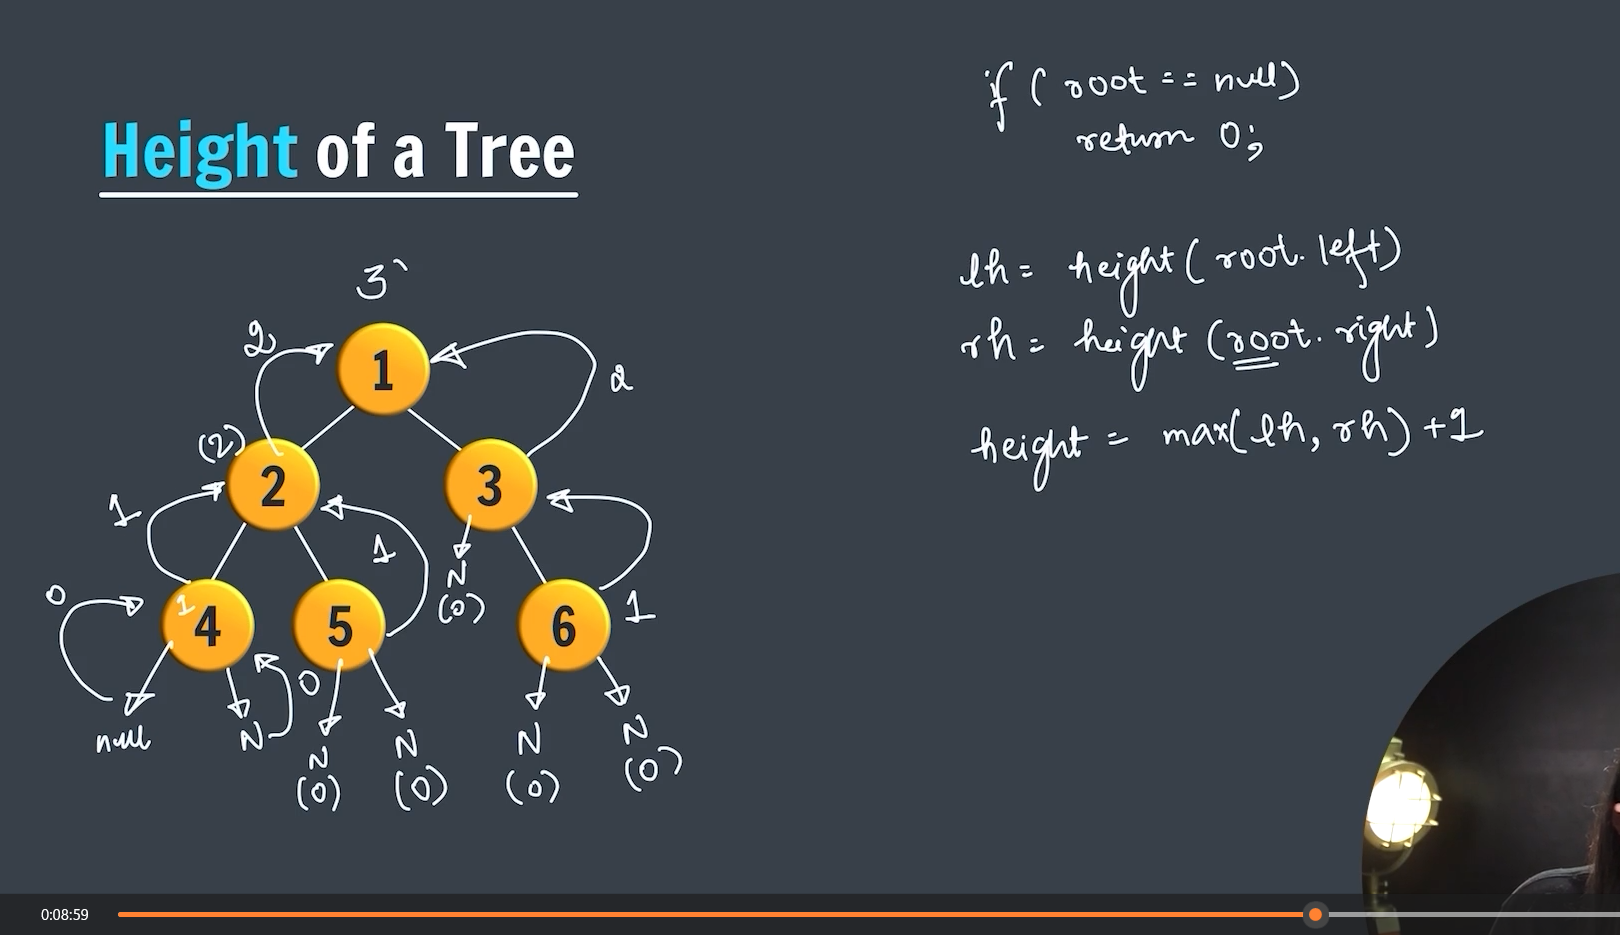 Height of a Tree
if ( root == null)
return 0;
lh = height( root. left)
rh = height (root. right)
height = max( lh, rh) +1
3
2
1
2
(2)
2
3
1
1
N
(0)
0
1
4
5
6
1
0
null
N
N
(0)
N
(0)
N
(0)
N
(0)
0:08:59